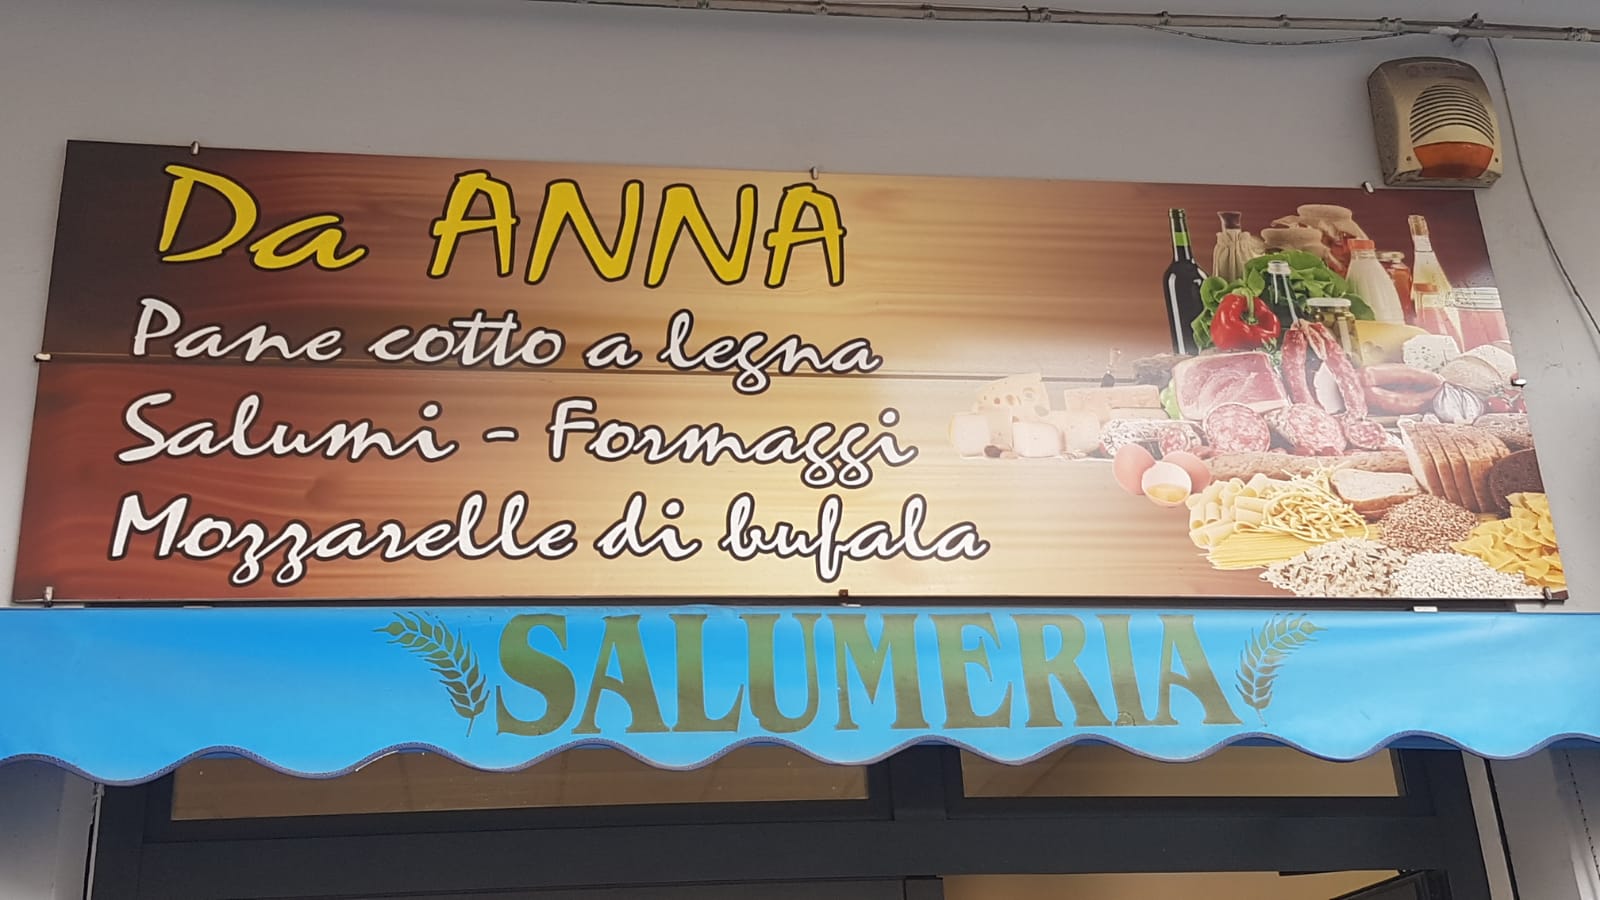 Da ANNA
Pane cotto a legna
Salumi - Formaggi
Mozzarelle di bufala
SALUMERIA